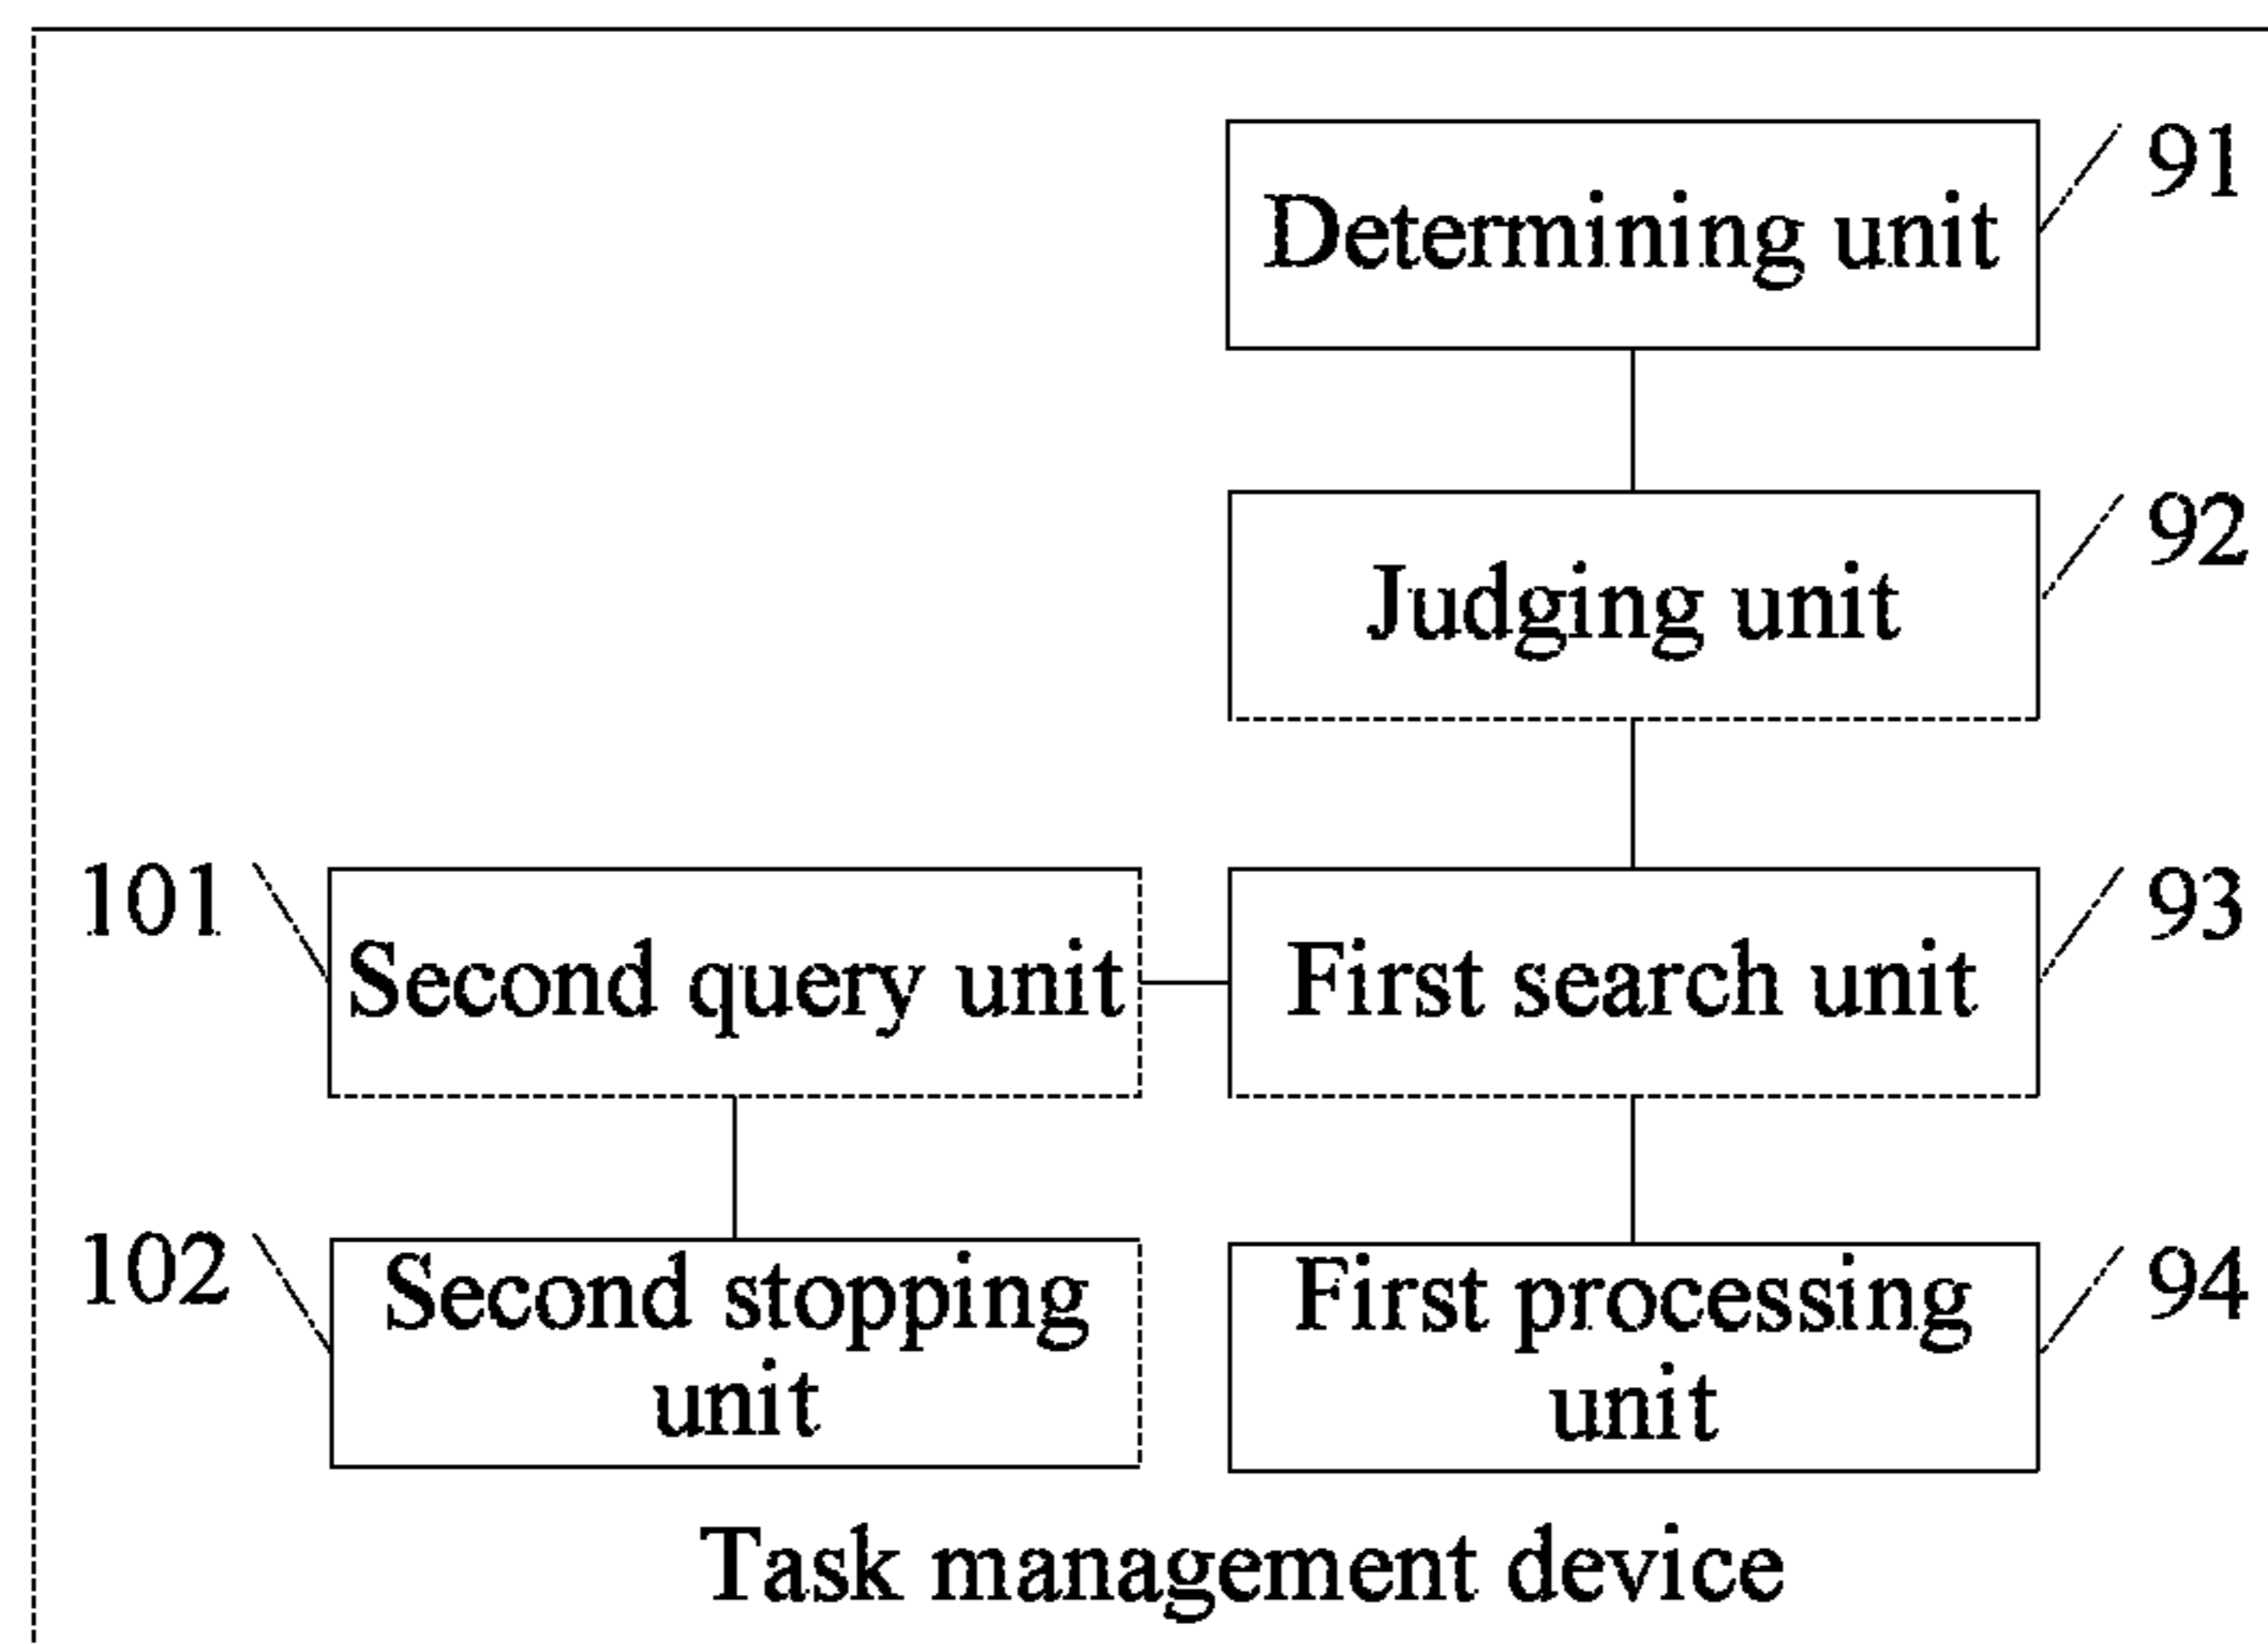 Determining unit
91
Judging unit
92
101
Second query unit
First search unit
93
102
Second stopping
unit
First processing
unit
94
Task management device